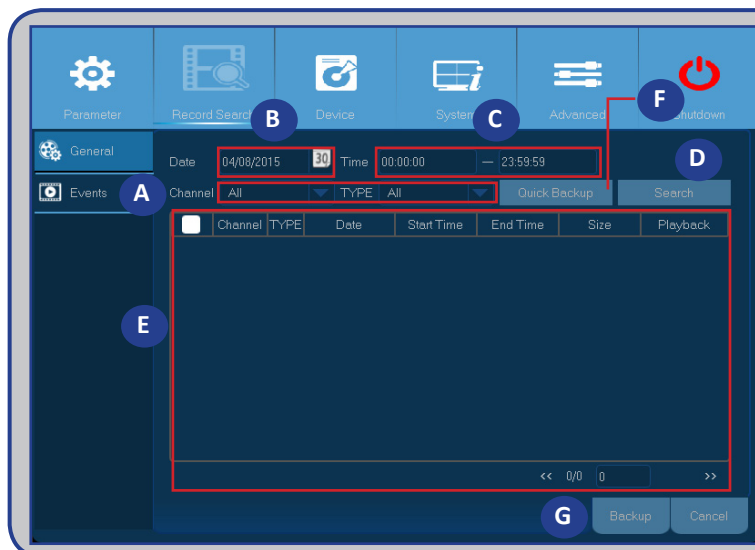 Parameter Record Search Device System Advanced Shutdown
B C F
General
Date 04/08/2015 30 Time 00:00:00 — 23:59:59 D
Events A Channel All TYPE All Quick Backup Search
Channel TYPE Date Start Time End Time Size Playback
E
<< 0/0 0 >>
G Backup Cancel